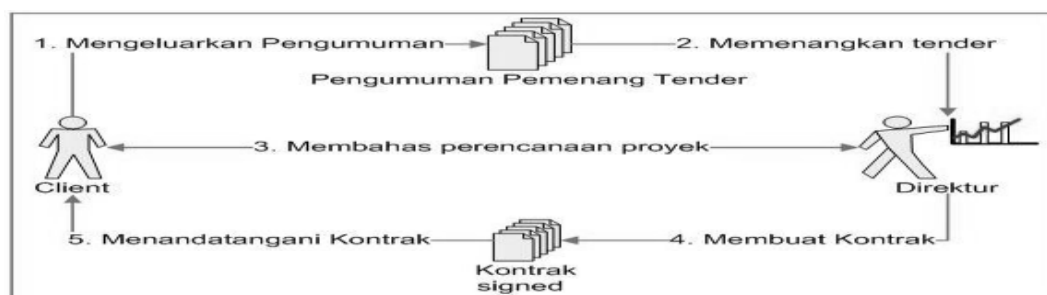 1. Mengeluarkan Pengumuman
2. Memenangkan tender
Pengumuman Pemenang Tender
3. Membahas perencanaan proyek
Client
Direktur
5. Menandatangani Kontrak
4. Membuat Kontrak
Kontrak
signed